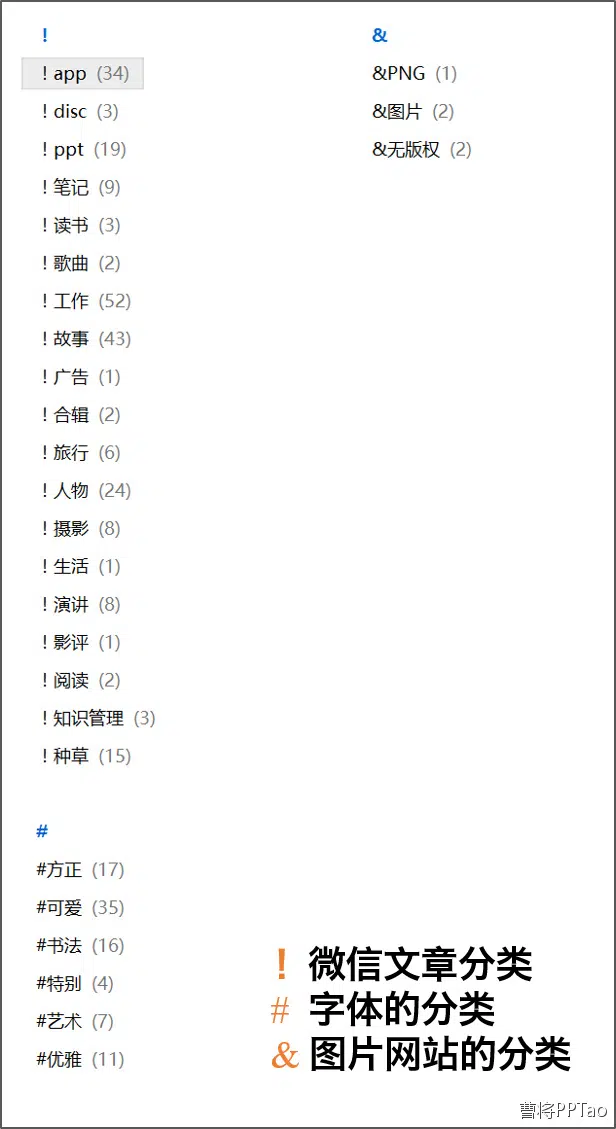 !
! app (34)
! disc (3)
! ppt (19)
! 笔记 (9)
! 读书 (3)
! 歌曲 (2)
! 工作 (52)
! 故事 (43)
! 广告 (1)
! 合辑 (2)
! 旅行 (6)
! 人物 (24)
! 摄影 (8)
! 生活 (1)
! 演讲 (8)
! 影评 (1)
! 阅读 (2)
! 知识管理 (3)
! 种草 (15)
#
#方正 (17)
#可爱 (35)
#书法 (16)
#特别 (4)
#艺术 (7)
#优雅 (11)
&
&PNG (1)
&图片 (2)
&无版权 (2)
! 微信文章分类
# 字体的分类
& 图片网站的分类
曹将PPTao